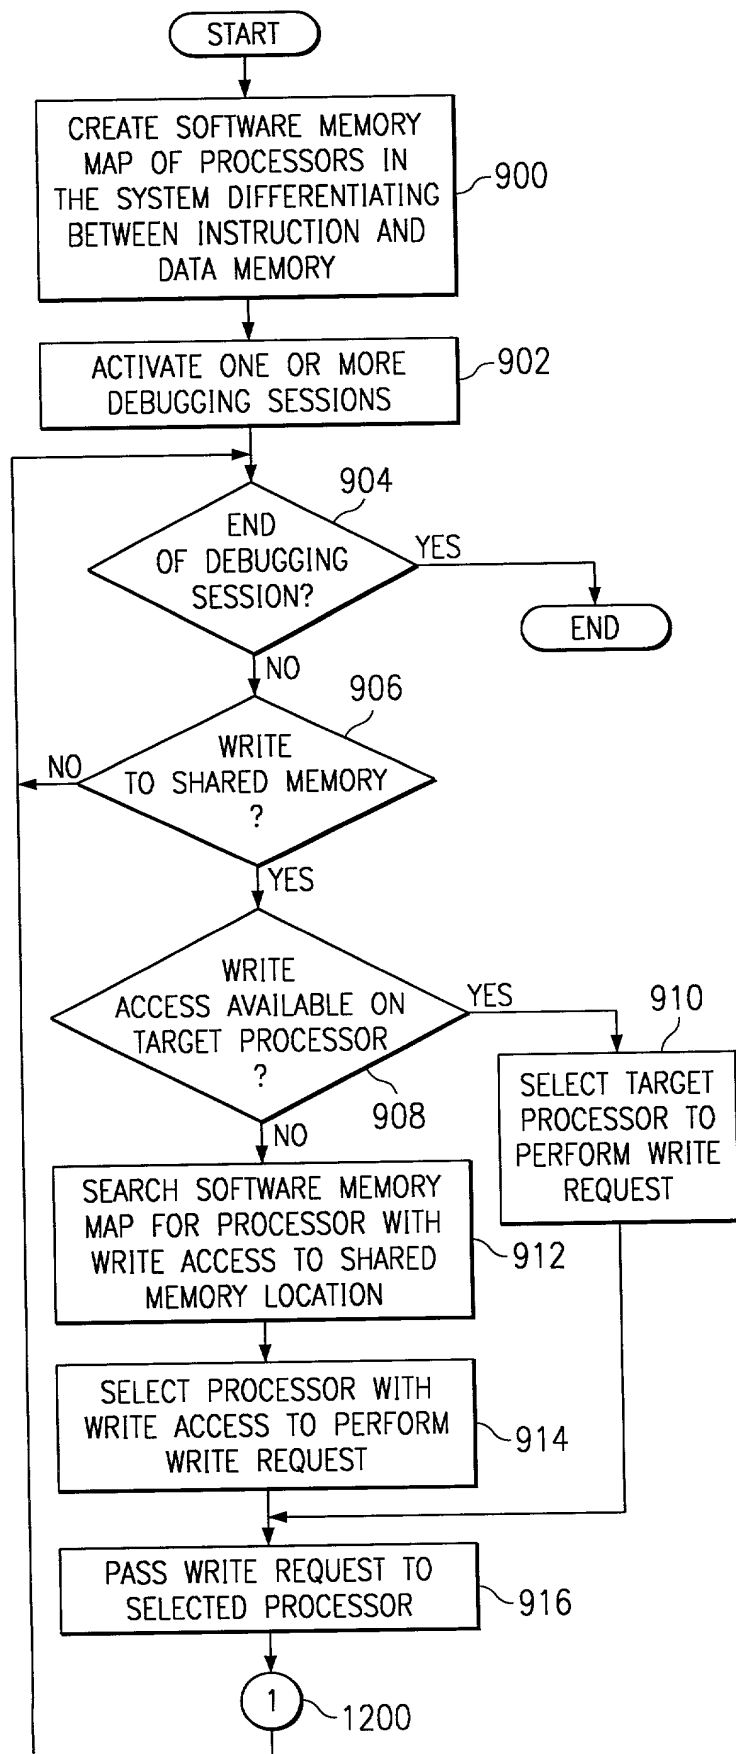 START
CREATE SOFTWARE MEMORY
MAP OF PROCESSORS IN
THE SYSTEM DIFFERENTIATING
BETWEEN INSTRUCTION AND
DATA MEMORY
900
ACTIVATE ONE OR MORE
DEBUGGING SESSIONS
902
904
END
OF DEBUGGING
SESSION?
YES
END
NO
906
WRITE
TO SHARED MEMORY
?
NO
YES
WRITE
ACCESS AVAILABLE ON
TARGET PROCESSOR
?
908
YES
910
SELECT TARGET
PROCESSOR TO
PERFORM WRITE
REQUEST
NO
SEARCH SOFTWARE MEMORY
MAP FOR PROCESSOR WITH
WRITE ACCESS TO SHARED
MEMORY LOCATION
912
SELECT PROCESSOR WITH
WRITE ACCESS TO PERFORM
WRITE REQUEST
914
PASS WRITE REQUEST TO
SELECTED PROCESSOR
916
1
1200